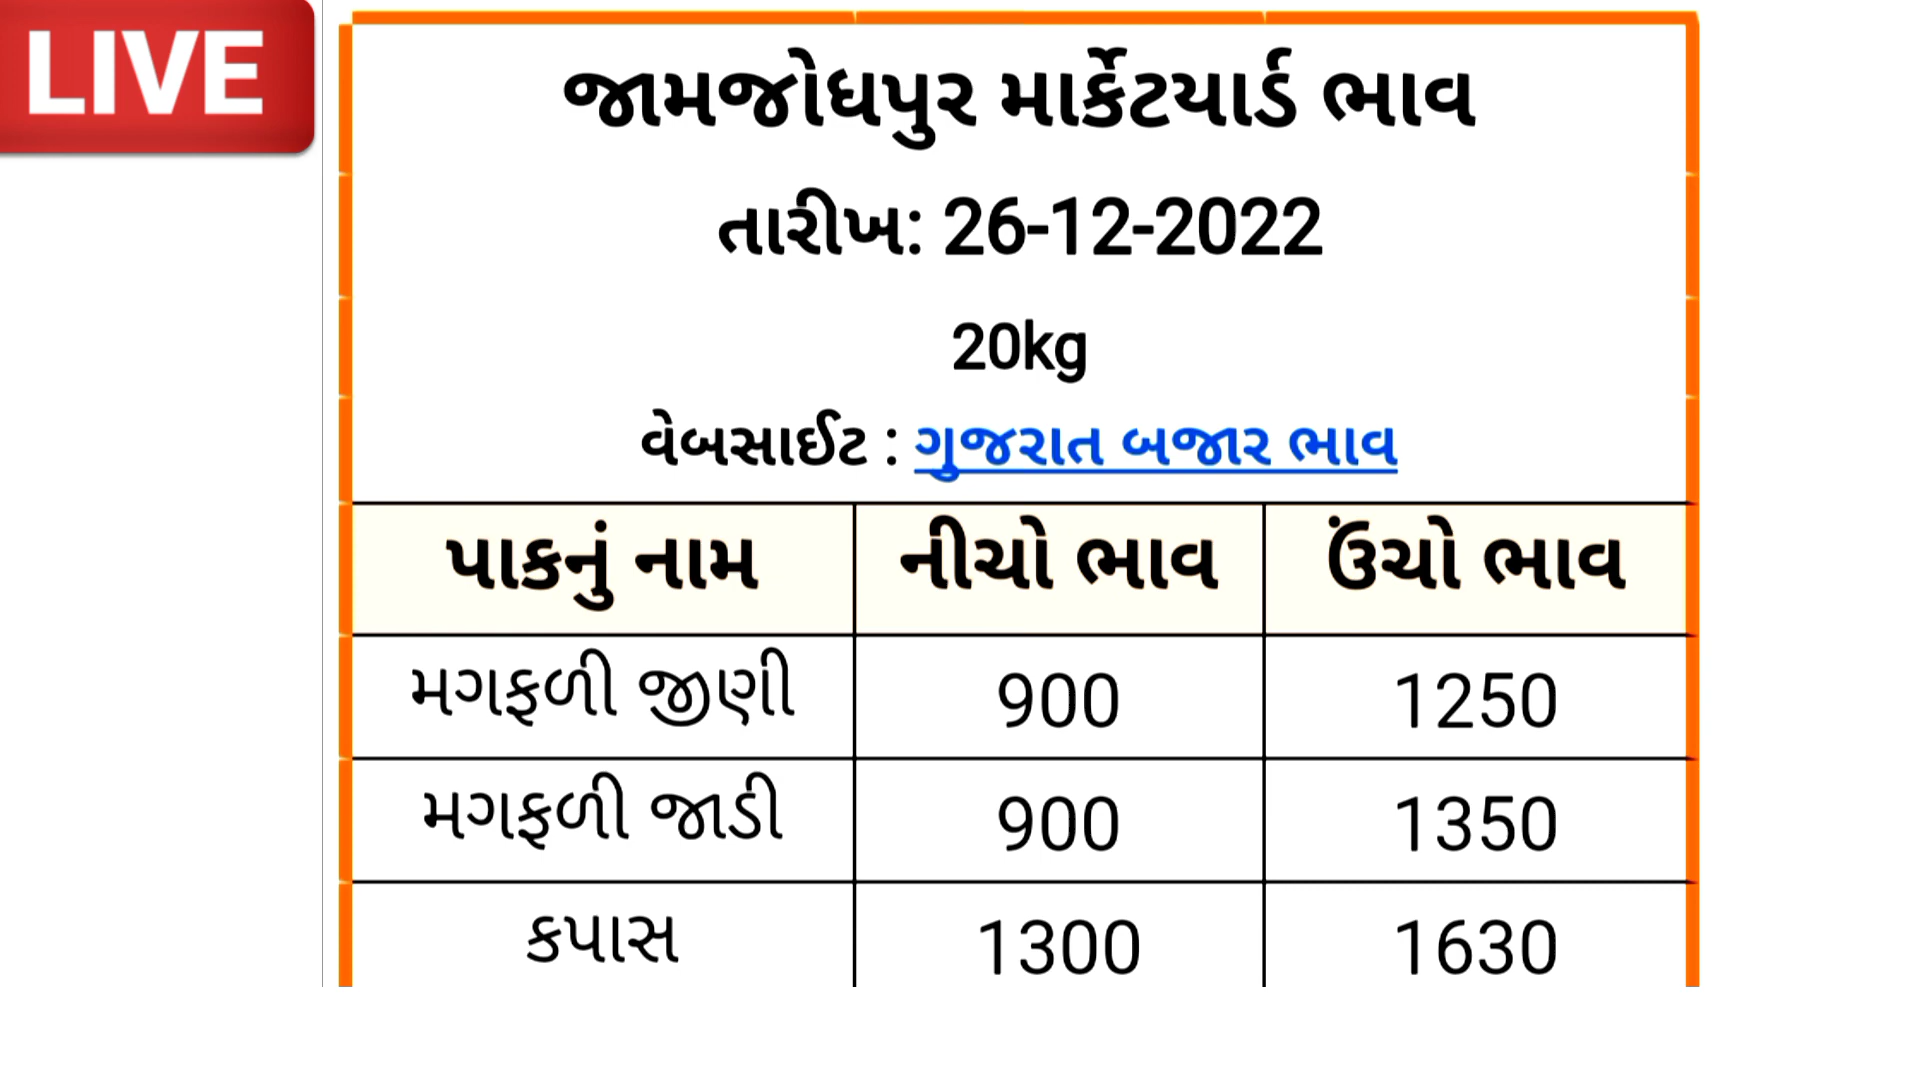 LIVE
જામજોધપુર માર્કેટયાર્ડ ભાવ
તારીખ: 26-12-2022
20kg
વેબસાઈટ : ગુજરાત બજાર ભાવ
પાકનું નામ નીચો ભાવ ઉંચો ભાવ
મગફળી જીણી 900 1250
મગફળી જાડી 900 1350
કપાસ 1300 1630